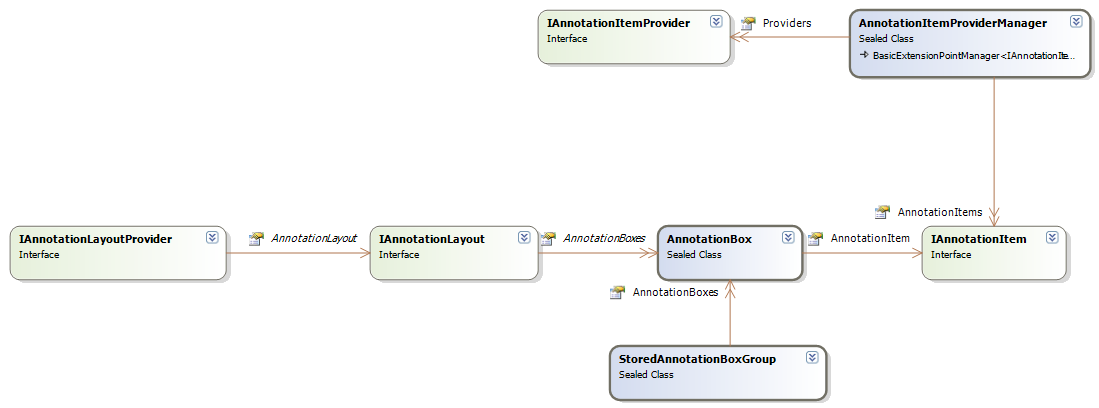 IAnnotationItemProvider
Interface
Providers
AnnotationItemProviderManager
Sealed Class
BasicExtensionPointManager<IAnnotationIte...
AnnotationItems
IAnnotationLayoutProvider
Interface
AnnotationLayout
IAnnotationLayout
Interface
AnnotationBoxes
AnnotationBox
Sealed Class
AnnotationItem
IAnnotationItem
Interface
AnnotationBoxes
StoredAnnotationBoxGroup
Sealed Class